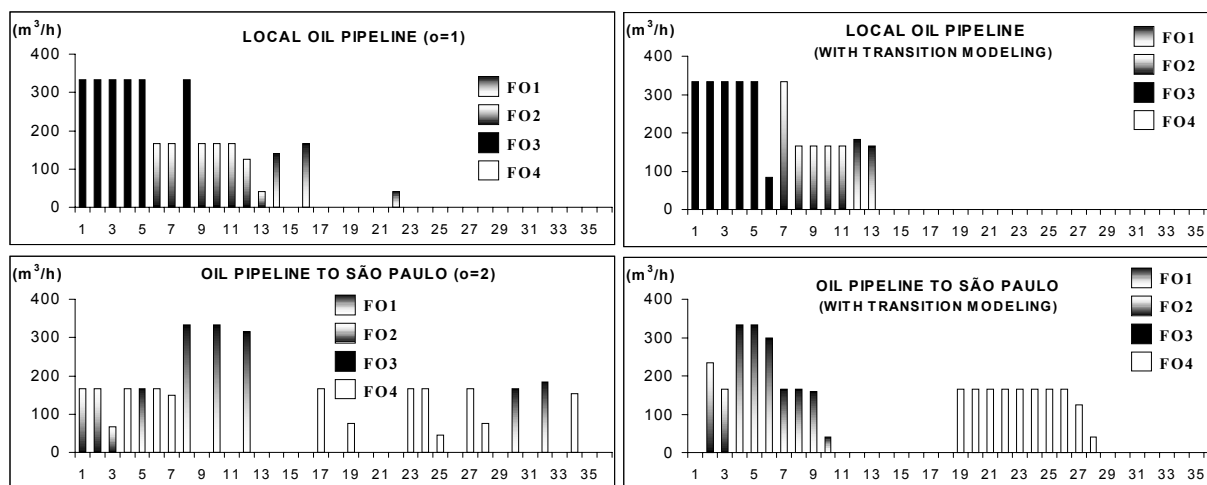 (m³/h)
LOCAL OIL PIPELINE (o=1)
400
300
200
100
0
FO1
FO2
FO3
FO4
1 3 5 7 9 11 13 15 17 19 21 23 25 27 29 31 33 35
(m³/h)
LOCAL OIL PIPELINE
(WITH TRANSITION MODELING)
400
300
200
100
0
FO1
FO2
FO3
FO4
1 3 5 7 9 11 13 15 17 19 21 23 25 27 29 31 33 35
(m³/h)
OIL PIPELINE TO SÃO PAULO (o=2)
400
300
200
100
0
FO1
FO2
FO3
FO4
1 3 5 7 9 11 13 15 17 19 21 23 25 27 29 31 33 35
(m³/h)
OIL PIPELINE TO SÃO PAULO
(WITH TRANSITION MODELING)
400
300
200
100
0
FO1
FO2
FO3
FO4
1 3 5 7 9 11 13 15 17 19 21 23 25 27 29 31 33 35